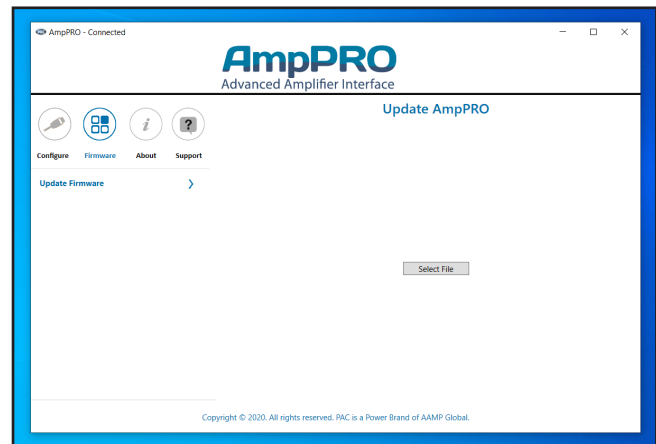 AmpPRO - Connected
AmpPRO
Advanced Amplifier Interface
Update AmpPRO
Configure Firmware About Support
Update Firmware
Select File
Copyright © 2020. All rights reserved. PAC is a Power Brand of AAMP Global.